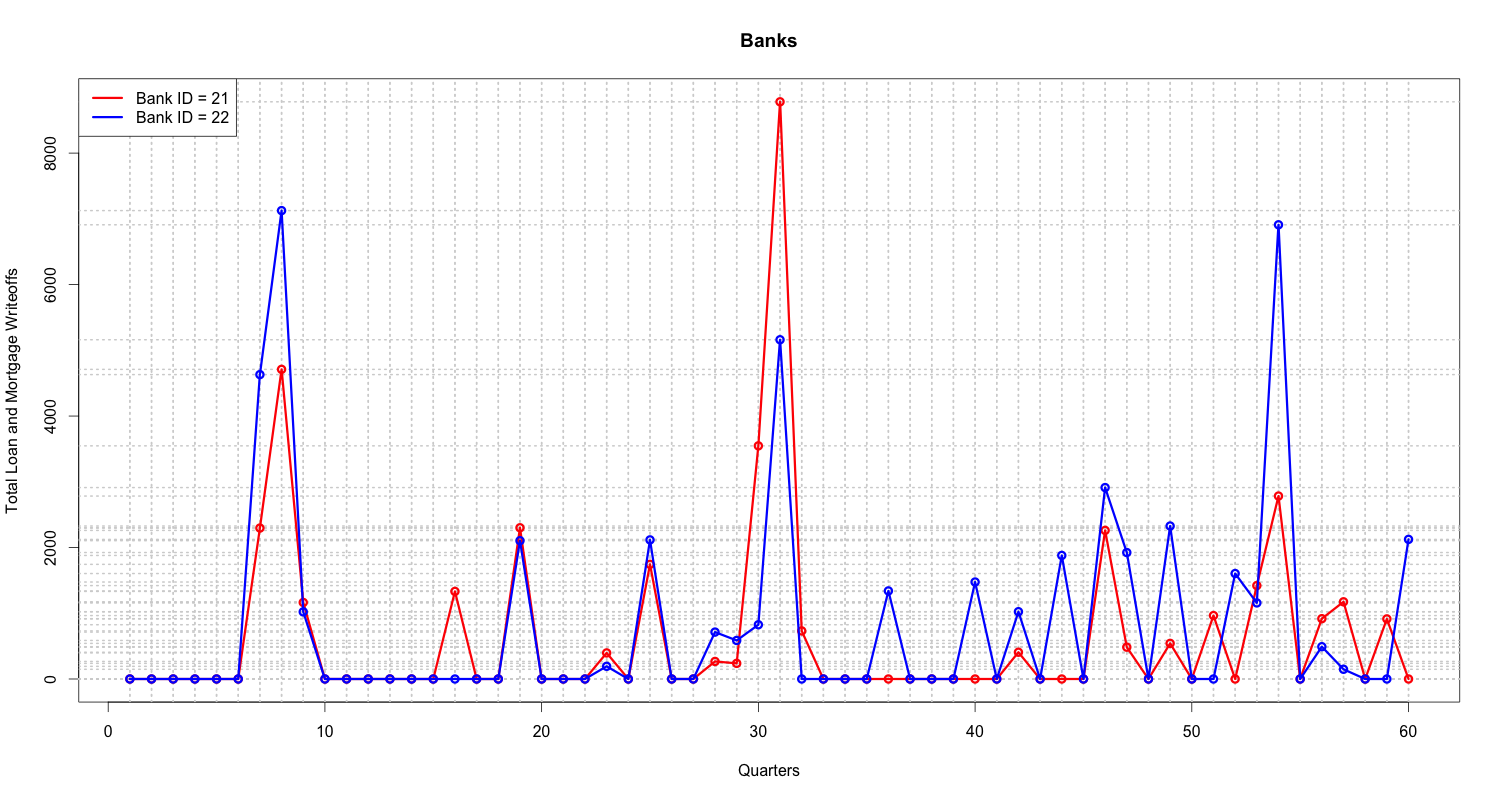 Banks
Bank ID = 21
Bank ID = 22
Total Loan and Mortgage Writeoffs
8000
6000
4000
2000
0
0 10 20 30 40 50 60
Quarters